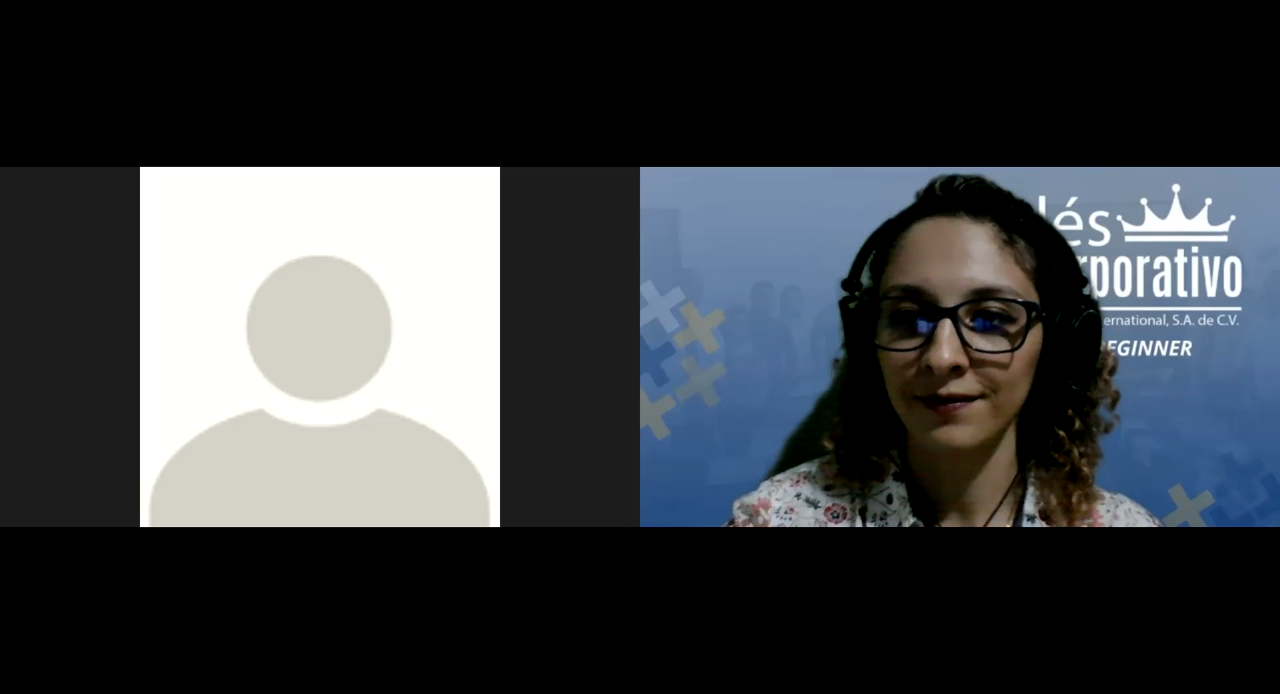 lés
rporativo
ernational, S.A. de C.V.
EGINNER